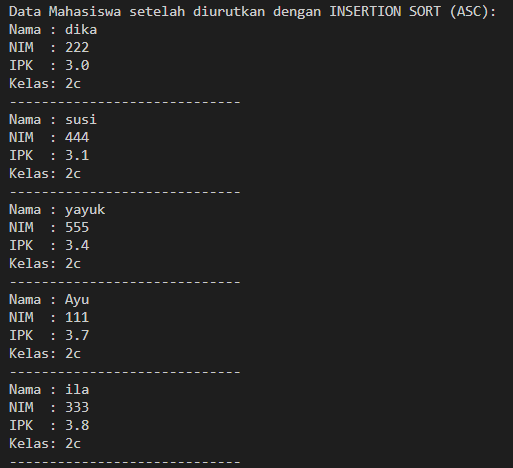 Data Mahasiswa setelah diurutkan dengan INSERTION SORT (ASC):
Nama : dika
NIM  : 222
IPK  : 3.0
Kelas: 2c
-----------------------------
Nama : susi
NIM  : 444
IPK  : 3.1
Kelas: 2c
-----------------------------
Nama : yayuk
NIM  : 555
IPK  : 3.4
Kelas: 2c
-----------------------------
Nama : Ayu
NIM  : 111
IPK  : 3.7
Kelas: 2c
-----------------------------
Nama : ila
NIM  : 333
IPK  : 3.8
Kelas: 2c
-----------------------------